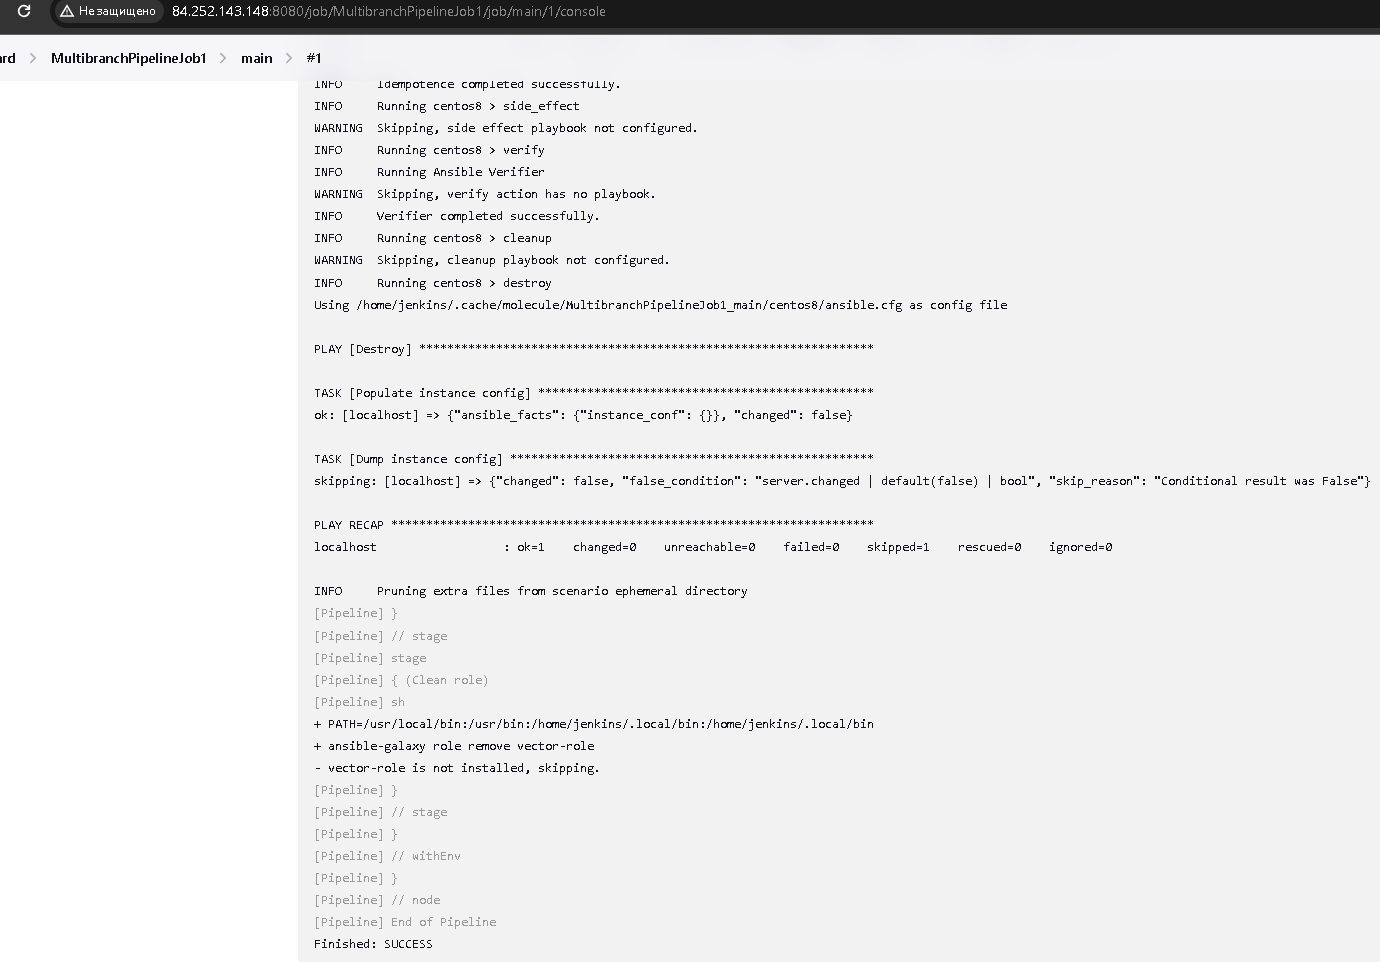 Не защищено 84.252.143.148:8080/job/MultibranchPipelineJob1/job/main/1/console
rd > MultibranchPipelineJob1 > main > #1
INFO     Idempotence completed successfully.
INFO     Running centos8 > side_effect
WARNING  Skipping, side effect playbook not configured.
INFO     Running centos8 > verify
INFO     Running Ansible Verifier
WARNING  Skipping, verify action has no playbook.
INFO     Verifier completed successfully.
INFO     Running centos8 > cleanup
WARNING  Skipping, cleanup playbook not configured.
INFO     Running centos8 > destroy
Using /home/jenkins/.cache/molecule/MultibranchPipelineJob1_main/centos8/ansible.cfg as config file
PLAY [Destroy] *****************************************************************
TASK [Populate instance config] ************************************************
ok: [localhost] => {"ansible_facts": {"instance_conf": {}}, "changed": false}
TASK [Dump instance config] ****************************************************
skipping: [localhost] => {"changed": false, "false_condition": "server.changed | default(false) | bool", "skip_reason": "Conditional result was False"}
PLAY RECAP *********************************************************************
localhost                  : ok=1    changed=0    unreachable=0    failed=0    skipped=1    rescued=0    ignored=0
INFO     Pruning extra files from scenario ephemeral directory
[Pipeline] }
[Pipeline] // stage
[Pipeline] stage
[Pipeline] { (Clean role)
[Pipeline] sh
+ PATH=/usr/local/bin:/usr/bin:/home/jenkins/.local/bin:/home/jenkins/.local/bin
+ ansible-galaxy role remove vector-role
- vector-role is not installed, skipping.
[Pipeline] }
[Pipeline] // stage
[Pipeline] }
[Pipeline] // withEnv
[Pipeline] }
[Pipeline] // node
[Pipeline] End of Pipeline
Finished: SUCCESS